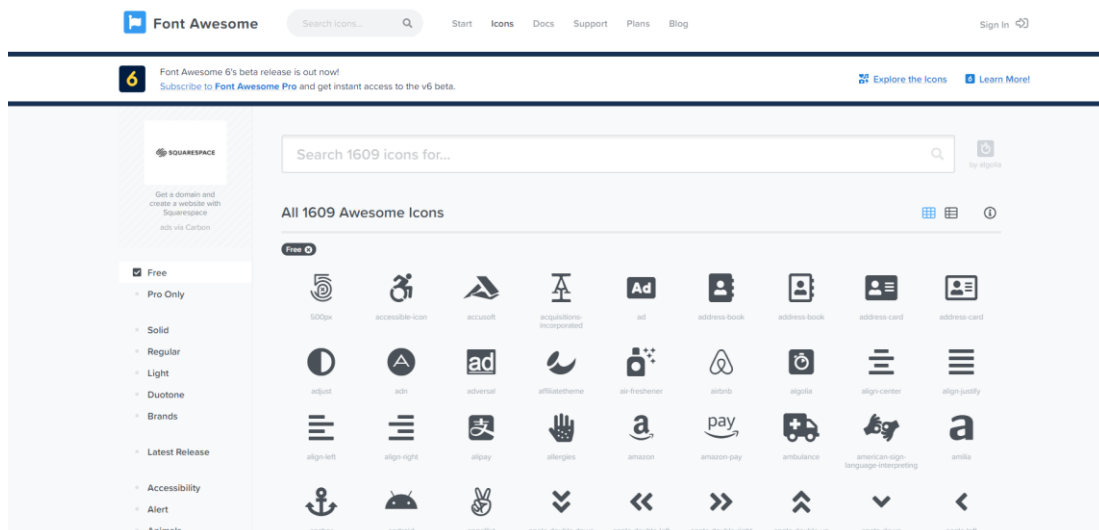 Font Awesome
Search icons...
Start Icons Docs Support Plans Blog
Sign In
6
Font Awesome 6's beta release is out now!
Subscribe to Font Awesome Pro and get instant access to the v6 beta.
Explore the Icons
6 Learn More!
SQUARESPACE
Get a domain and
create a website with
Squarespace
ads via Carbon
Search 1609 icons for...
by algolia
All 1609 Awesome Icons
Free
Free
Pro Only
Solid
Regular
Light
Duotone
Brands
Latest Release
Accessibility
Alert
Animals
Ad
500px accessible-icon accusoft acquisitions- ad address-book address-book address-card address-card
incorporated
ad
adjust adn adversal affiliatetheme air-freshener airbnb algolia align-center align-justify
a pay a
align-left align-right alipay allergies amazon amazon-pay ambulance american-sign- amilia
language-interpreting